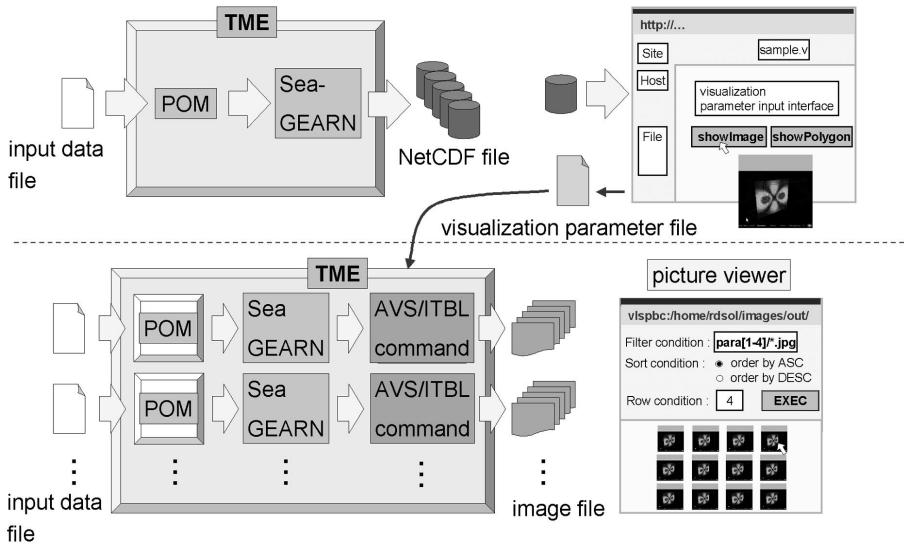 TME
input data
file
POM
Sea-
GEARN
NetCDF file
http://...
Site
sample.v
Host
visualization
parameter input interface
File
showImage
showPolygon
visualization parameter file
TME
POM
Sea
GEARN
AVS/ITBL
command
POM
Sea
GEARN
AVS/ITBL
command
input data
file
image file
picture viewer
vlspbc:/home/rdsol/images/out/
Filter condition : para[1-4]/*.jpg
Sort condition : order by ASC
order by DESC
Row condition : 4 EXEC